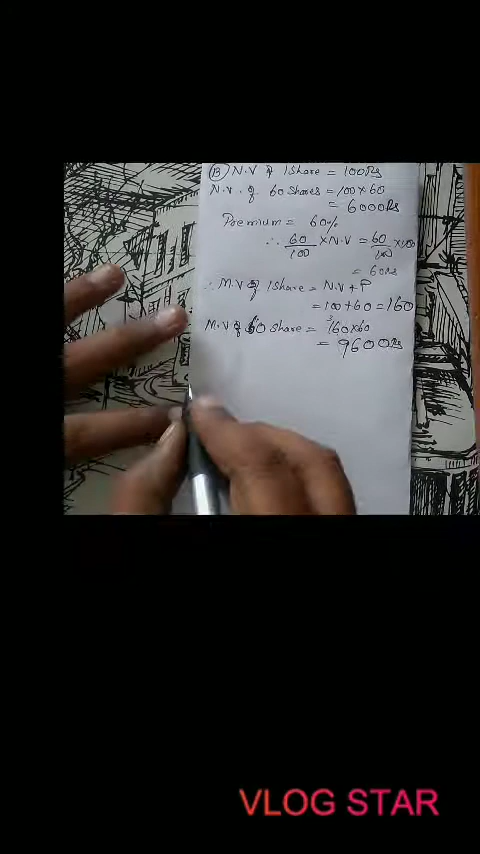 (B) N.V of 1 Share = 100Rs
N.V. of 60 Shares = 100×60
= 6000Rs
Premium = 60%
∴ 60/100 ×N.V = 60/100 ×100
= 60Rs
∴ M.V of 1 Share = N.V + P
= 100+60 = 160
M.V of 60 Share = 160×60
= 9600Rs
VLOG STAR